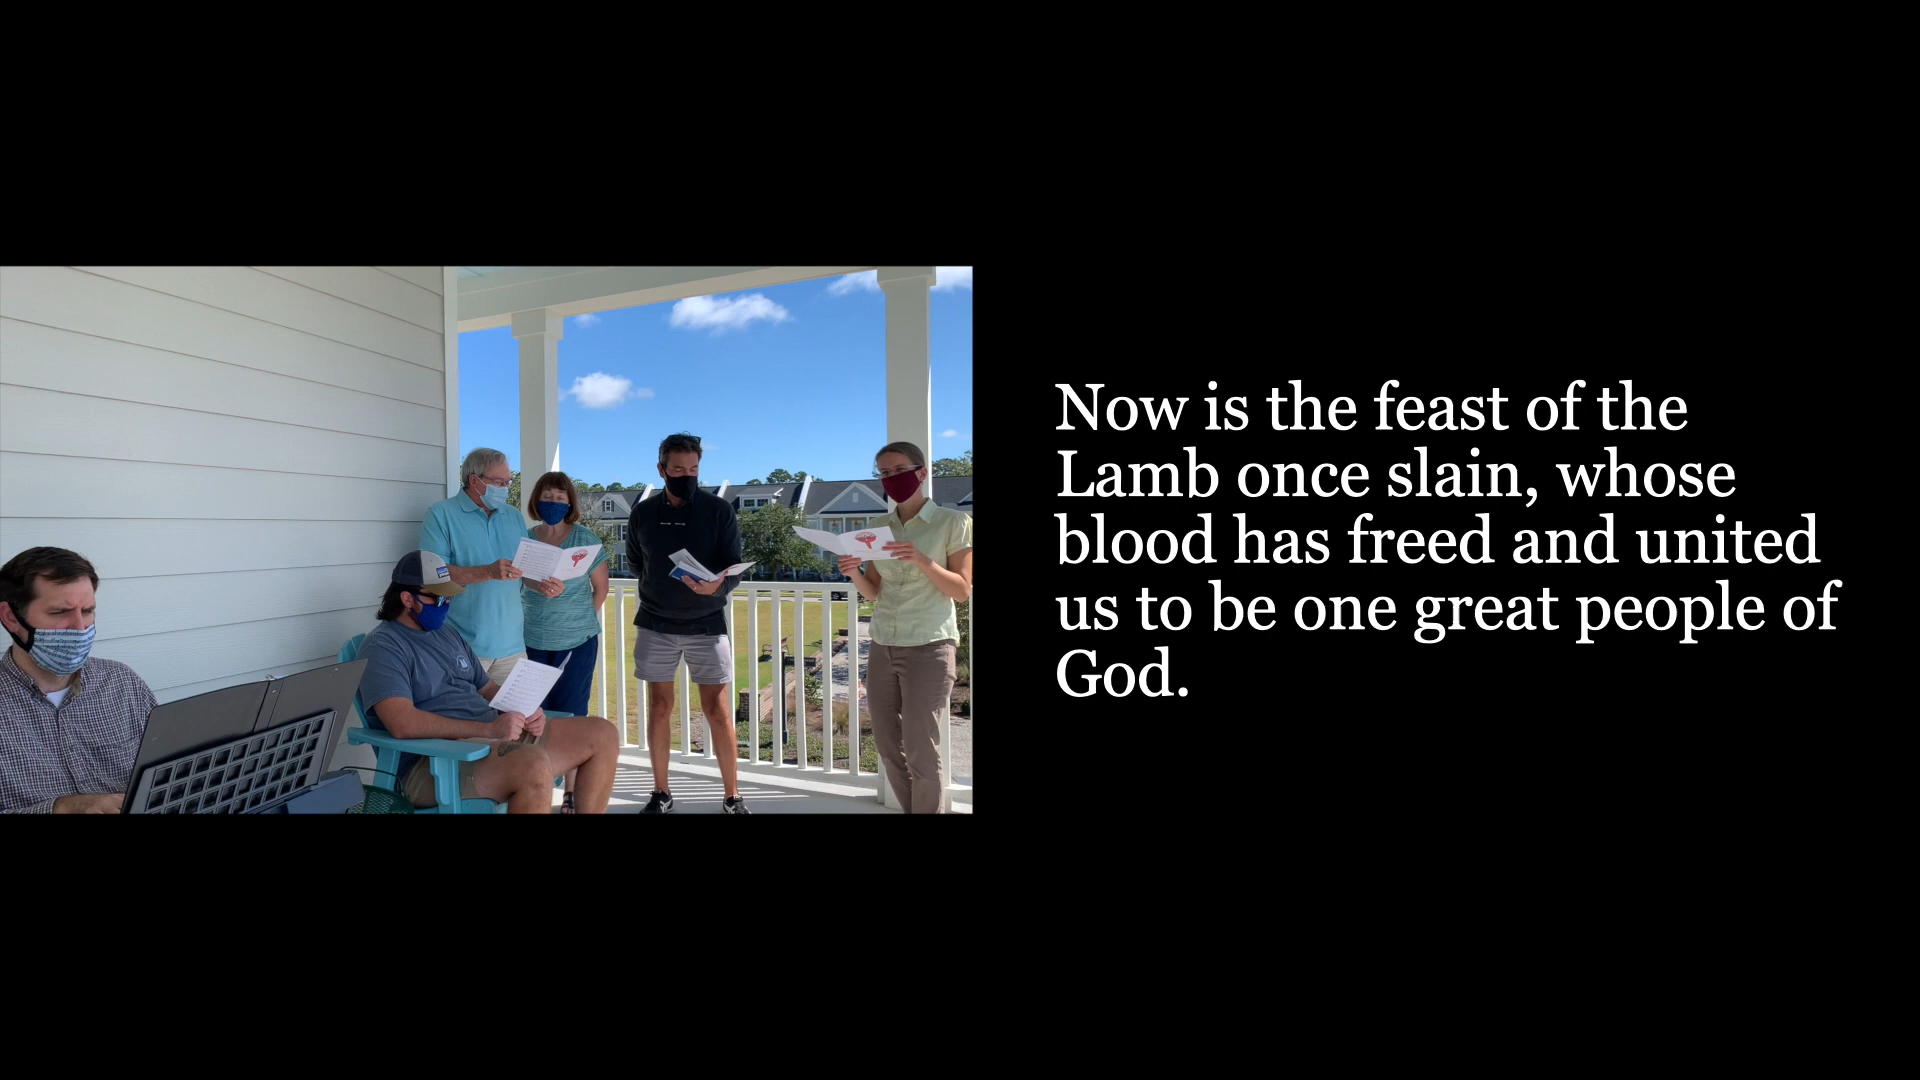 Now is the feast of the
Lamb once slain, whose
blood has freed and united
us to be one great people of
God.